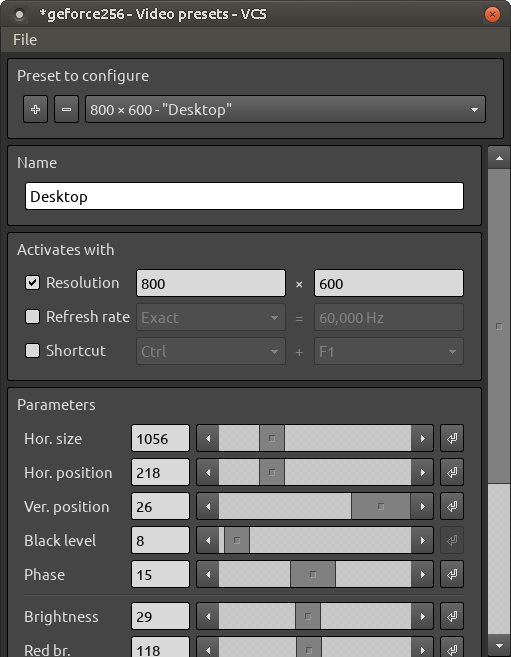 *geforce256 - Video presets - VCS
File
Preset to configure
800 × 600 - "Desktop"
Name
Desktop
Activates with
Resolution 800 × 600
Refresh rate Exact = 60,000 Hz
Shortcut Ctrl + F1
Parameters
Hor. size 1056
Hor. position 218
Ver. position 26
Black level 8
Phase 15
Brightness 29
Red br. 118